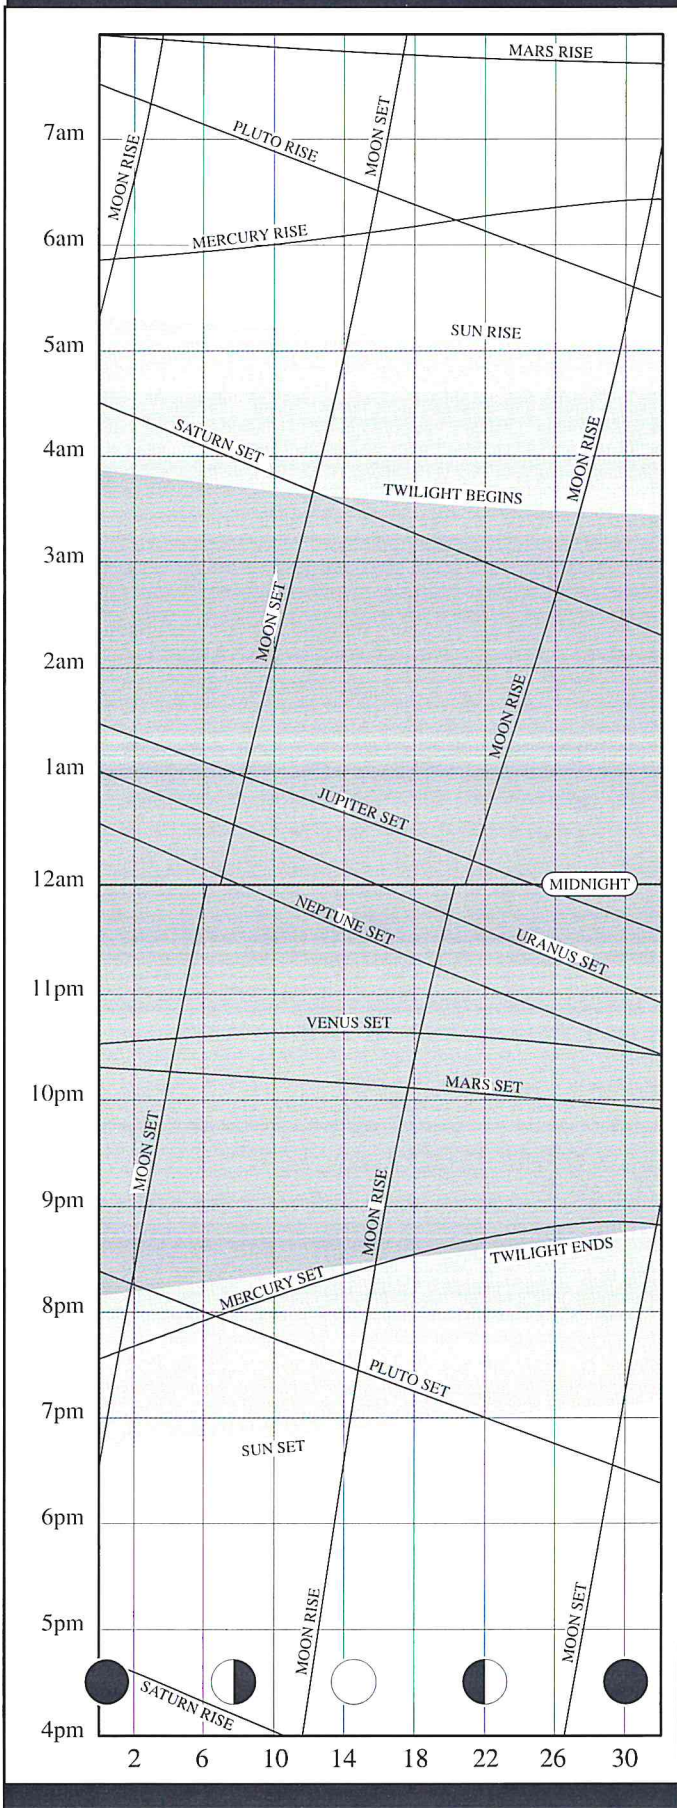 MARS RISE
MOON SET
7am
PLUTO RISE
MOON RISE
MERCURY RISE
6am
SUN RISE
5am
SATURN SET
4am
MOON RISE
TWILIGHT BEGINS
3am
MOON SET
2am
MOON RISE
1am
JUPITER SET
12am
MIDNIGHT
NEPTUNE SET
URANUS SET
11pm
VENUS SET
MARS SET
10pm
MOON SET
9pm
MOON RISE
TWILIGHT ENDS
MERCURY SET
8pm
PLUTO SET
7pm
SUN SET
6pm
MOON RISE
MOON SET
5pm
SATURN RISE
4pm
2 6 10 14 18 22 26 30